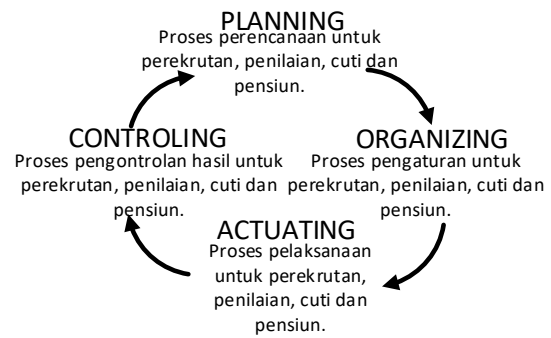 PLANNING
Proses perencanaan untuk
perekrutan, penilaian, cuti dan
pensiun.
CONTROLING
Proses pengontrolan hasil untuk
perekrutan, penilaian, cuti dan
pensiun.
ORGANIZING
Proses pengaturan untuk
perekrutan, penilaian, cuti dan
pensiun.
ACTUATING
Proses pelaksanaan
untuk perekrutan,
penilaian, cuti dan
pensiun.